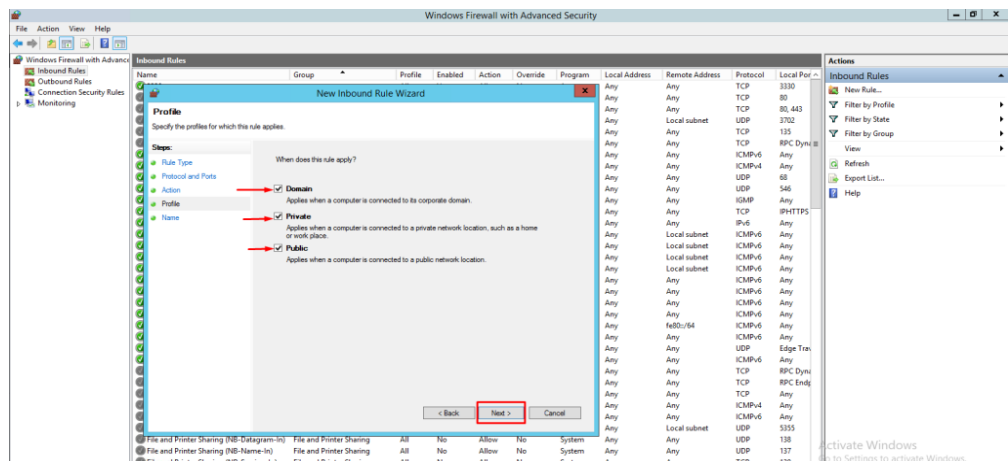 Windows Firewall with Advanced Security
File Action View Help
Windows Firewall with Advance
Inbound Rules
Outbound Rules
Connection Security Rules
Monitoring
Inbound Rules
Name Group Profile Enabled Action Override Program Local Address Remote Address Protocol Local Por
Any Any TCP 3330
Any Any TCP 80
Any Any TCP 80, 443
Any Local subnet UDP 3702
Any Any TCP 135
Any Any TCP RPC Dyna
Any Any ICMPv6 Any
Any Any ICMPv4 Any
Any Any UDP 68
Any Any UDP 546
Any Any IGMP Any
Any Any TCP IPHTTPS
Any Any IPv6 Any
Any Local subnet ICMPv6 Any
Any Local subnet ICMPv6 Any
Any Local subnet ICMPv6 Any
Any Local subnet ICMPv6 Any
Any Any ICMPv6 Any
Any Any ICMPv6 Any
Any Any ICMPv6 Any
Any Any ICMPv6 Any
Any fe80::/64 ICMPv6 Any
Any Any ICMPv6 Any
Any Any UDP Edge Trav
Any Any ICMPv6 Any
Any Any TCP RPC Dyna
Any Any TCP RPC Endp
Any Any TCP Any
Any Any ICMPv4 Any
Any Any ICMPv6 Any
Any Local subnet UDP 5355
File and Printer Sharing (NB-Datagram-In) File and Printer Sharing All No Allow No System Any Any UDP 138
File and Printer Sharing (NB-Name-In) File and Printer Sharing All No Allow No System Any Any UDP 137
New Inbound Rule Wizard
Profile
Specify the profiles for which this rule applies.
Steps:
Rule Type
Protocol and Ports
Action
Profile
Name
When does this rule apply?
Domain
Applies when a computer is connected to its corporate domain.
Private
Applies when a computer is connected to a private network location, such as a home
or work place.
Public
Applies when a computer is connected to a public network location.
< Back Next > Cancel
Actions
Inbound Rules
New Rule...
Filter by Profile
Filter by State
Filter by Group
View
Refresh
Export List...
Help
Activate Windows
to Settings to activate Windows.